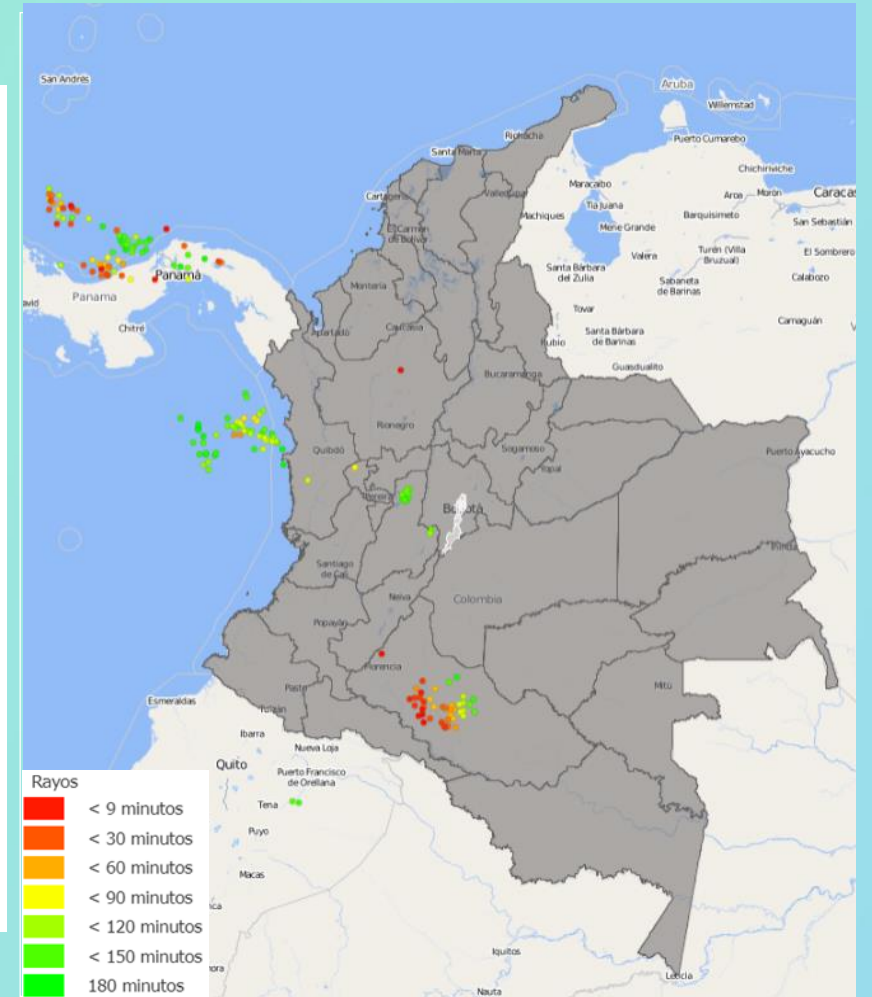 San Andrés
Aruba
Willemstad
Puerto Cumarebo
Riohacha
Santa Marta
Chichiriviche
Maracaibo
Cartagena
Valledupar
Aroa
Morón
Caracas
Tia Juana
Machiques
Barquisimeto
San Sebastián
Mene Grande
El Carmen
de Bolívar
Valera
Turén (Villa
Bruzual)
El Sombrero
Panamá
Santa Bárbara
del Zulia
Sabaneta
de Barinas
Calabozo
Montería
Panama
avid
Tovar
Camaguán
Chitré
Apartadó
Caucasia
Santa Bárbara
de Barinas
Rubio
Guasdualito
Bucaramanga
Rionegro
Quibdó
Sogamoso
Puerto Ayacucho
Yopal
Pereira
Bogotá
Inírida
Santiago
de Cali
Neiva
Colombia
Popayán
Florencia
Mitú
Pasto
Esmeraldas
Tulcán
Ibarra
Nueva Loja
Quito
Puerto Francisco
de Orellana
Tena
Puyo
Macas
Iquitos
Leticia
Nauta
Rayos
< 9 minutos
< 30 minutos
< 60 minutos
< 90 minutos
< 120 minutos
< 150 minutos
180 minutos